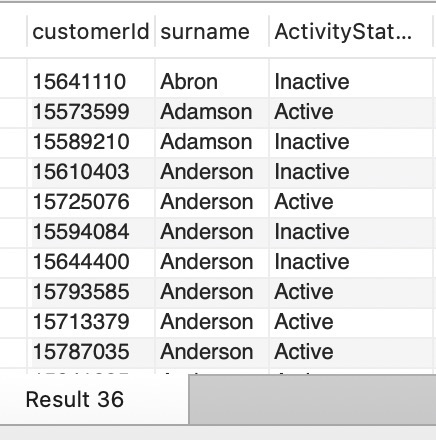 customerId surname ActivityStat...
15641110 Abron Inactive
15573599 Adamson Active
15589210 Adamson Inactive
15610403 Anderson Inactive
15725076 Anderson Active
15594084 Anderson Inactive
15644400 Anderson Inactive
15793585 Anderson Active
15713379 Anderson Active
15787035 Anderson Active
Result 36